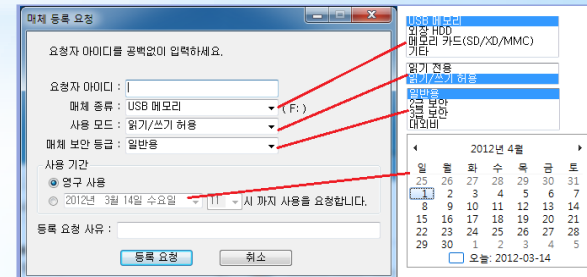 매체 등록 요청
요청자 아이디를 공백없이 입력하세요.
요청자 아이디 :
매체 종류 : USB 메모리 (F: )
사용 모드 : 읽기/쓰기 허용
매체 보안 등급 : 일반용
사용 기간
영구 사용
2012년 3월 14일 수요일 11 시 까지 사용을 요청합니다.
등록 요청 사유 :
등록 요청 취소
USB 메모리
외장 HDD
메모리 카드(SD/XD/MMC)
기타
읽기 전용
읽기/쓰기 허용
일반용
2급 보안
3급 보안
대외비
2012년 4월
일 월 화 수 목 금 토
25 26 27 28 29 30 31
1 2 3 4 5 6 7
8 9 10 11 12 13 14
15 16 17 18 19 20 21
22 23 24 25 26 27 28
29 30 1 2 3 4 5
오늘: 2012-03-14